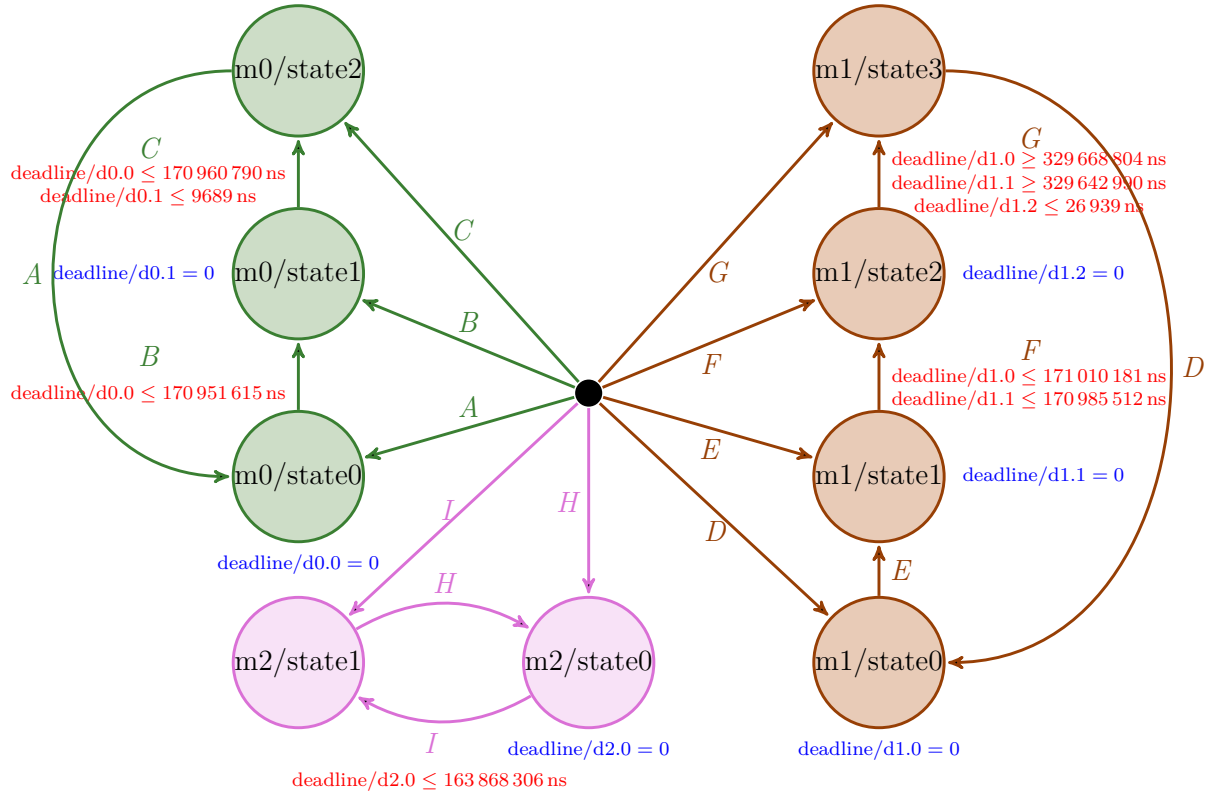 m0/state2
m1/state3
C
deadline/d0.0 ≤ 170 960 790 ns
deadline/d0.1 ≤ 9689 ns
G
deadline/d1.0 ≥ 329 668 804 ns
deadline/d1.1 ≥ 329 642 990 ns
deadline/d1.2 ≤ 26 939 ns
C
A
deadline/d0.1 = 0
m0/state1
G
m1/state2
deadline/d1.2 = 0
B
B
deadline/d0.0 ≤ 170 951 615 ns
F
F
deadline/d1.0 ≤ 171 010 181 ns
deadline/d1.1 ≤ 170 985 512 ns
D
A
E
m0/state0
m1/state1
deadline/d1.1 = 0
I
H
D
deadline/d0.0 = 0
H
E
m2/state1
m2/state0
m1/state0
I
deadline/d2.0 = 0
deadline/d1.0 = 0
deadline/d2.0 ≤ 163 868 306 ns